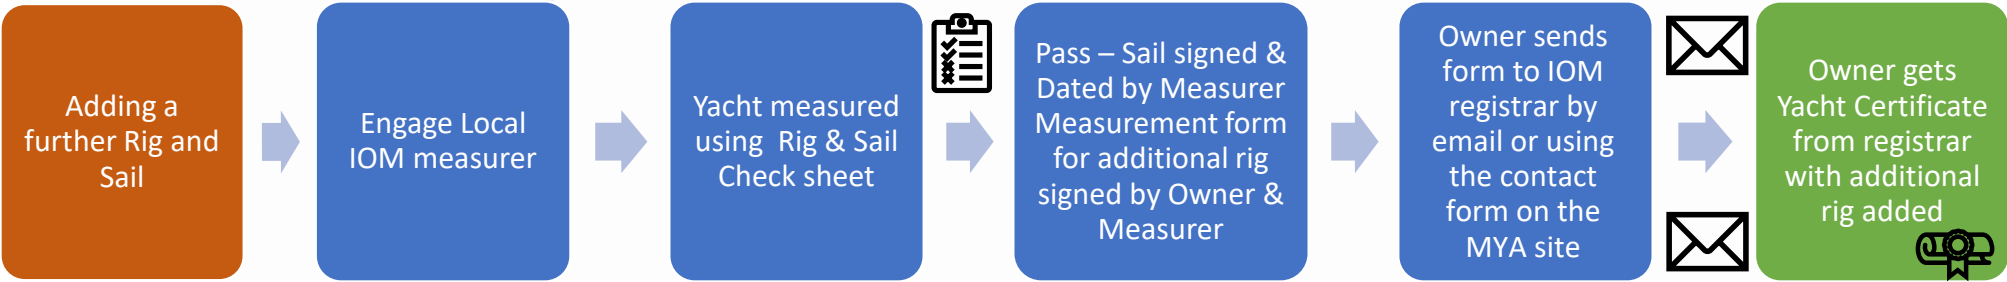 Adding a
further Rig and
Sail
Engage Local
IOM measurer
Yacht measured
using Rig & Sail
Check sheet
Pass – Sail signed &
Dated by Measurer
Measurement form
for additional rig
signed by Owner &
Measurer
Owner sends
form to IOM
registrar by
email or using
the contact
form on the
MYA site
Owner gets
Yacht Certificate
from registrar
with additional
rig added